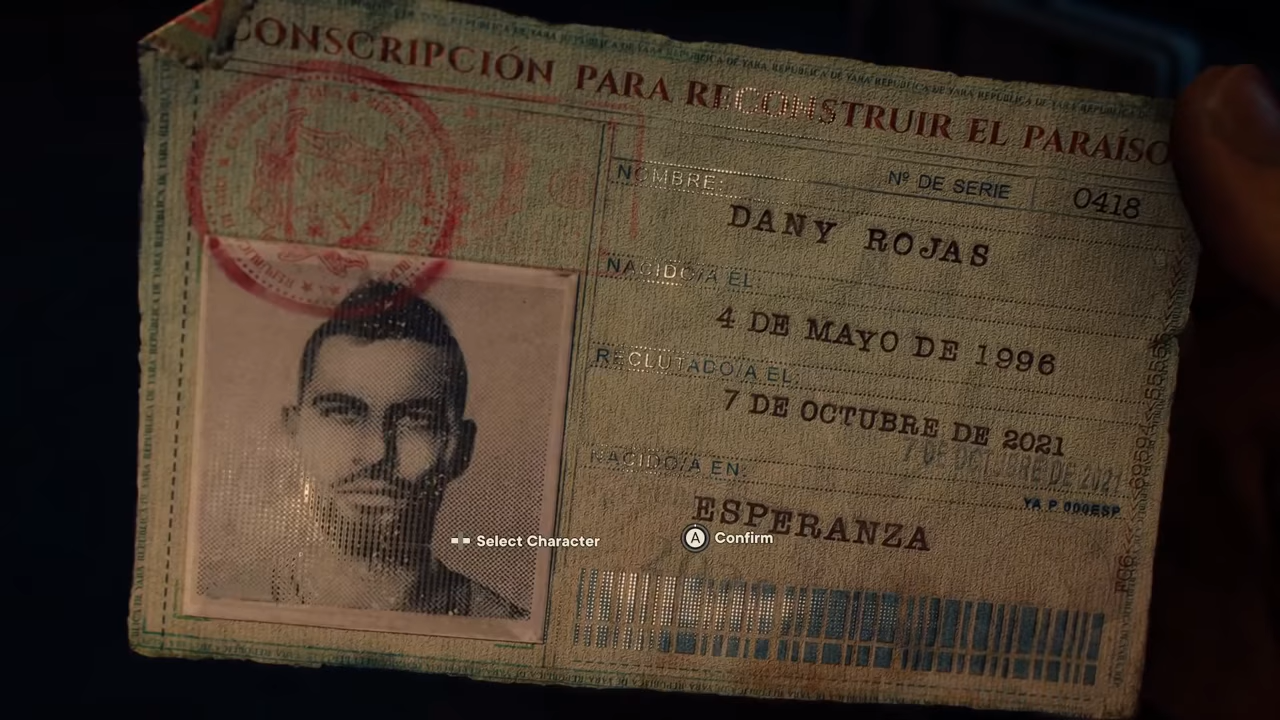 CONSCRIPCIÓN PARA RECONSTRUIR EL PARAÍSO
NOMBRE:
Nº DE SERIE
0418
DANY ROJAS
NACIDO/A EL
4 DE MAYO DE 1996
RECLUTADO/A EL:
7 DE OCTUBRE DE 2021
7 DE OCTUBRE DE 2021
NACIDO/A EN:
YA P 000ESP
ESPERANZA
Select Character
A Confirm